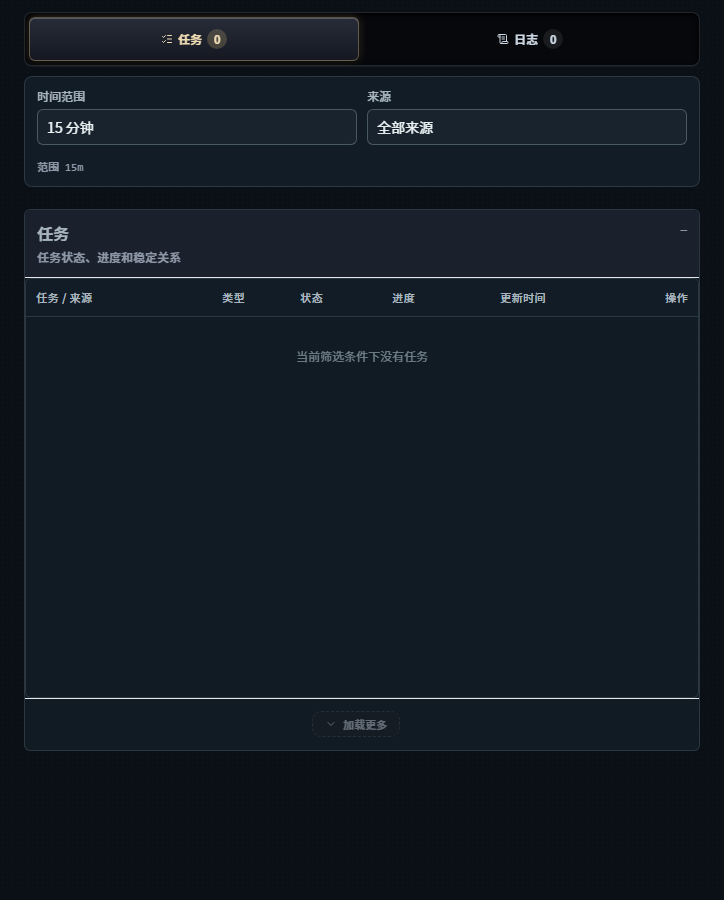 任务 0 日志 0
时间范围 来源
15 分钟 全部来源
范围 15m
任务 −
任务状态、进度和稳定关系
任务 / 来源 类型 状态 进度 更新时间 操作
当前筛选条件下没有任务
加载更多